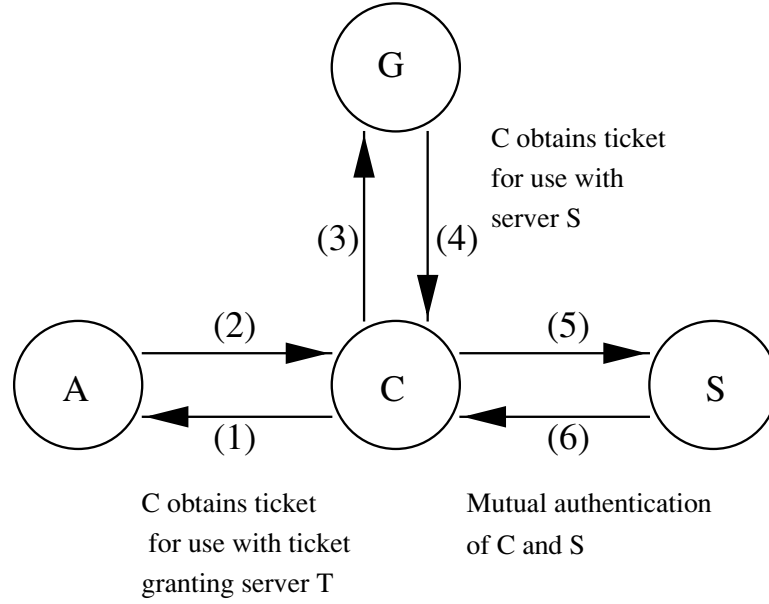 G
C obtains ticket
for use with
server S
(3)
(4)
(2)
(5)
A
C
S
(1)
(6)
C obtains ticket
for use with ticket
granting server T
Mutual authentication
of C and S